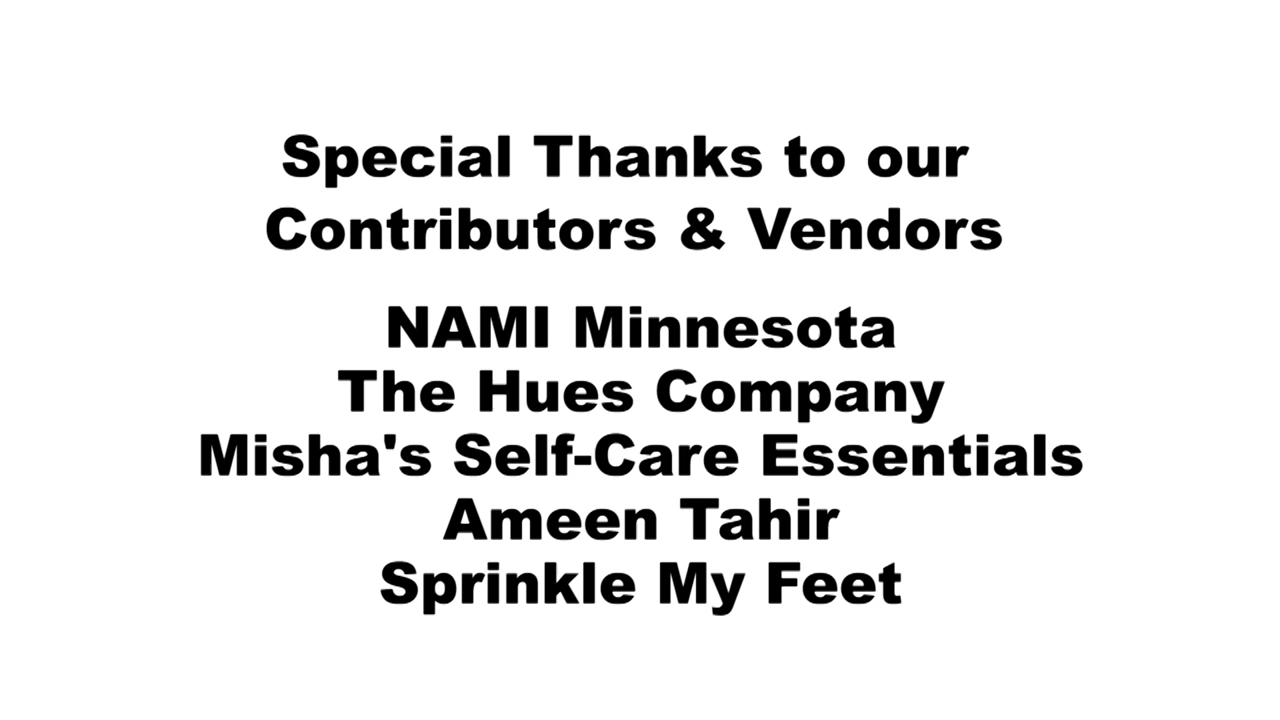 Special Thanks to our
Contributors & Vendors
NAMI Minnesota
The Hues Company
Misha's Self-Care Essentials
Ameen Tahir
Sprinkle My Feet